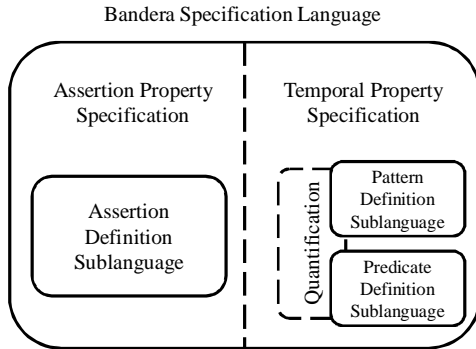 Bandera Specification Language
Assertion Property
Specification
Assertion
Definition
Sublanguage
Temporal Property
Specification
Quantification
Pattern
Definition
Sublanguage
Predicate
Definition
Sublanguage